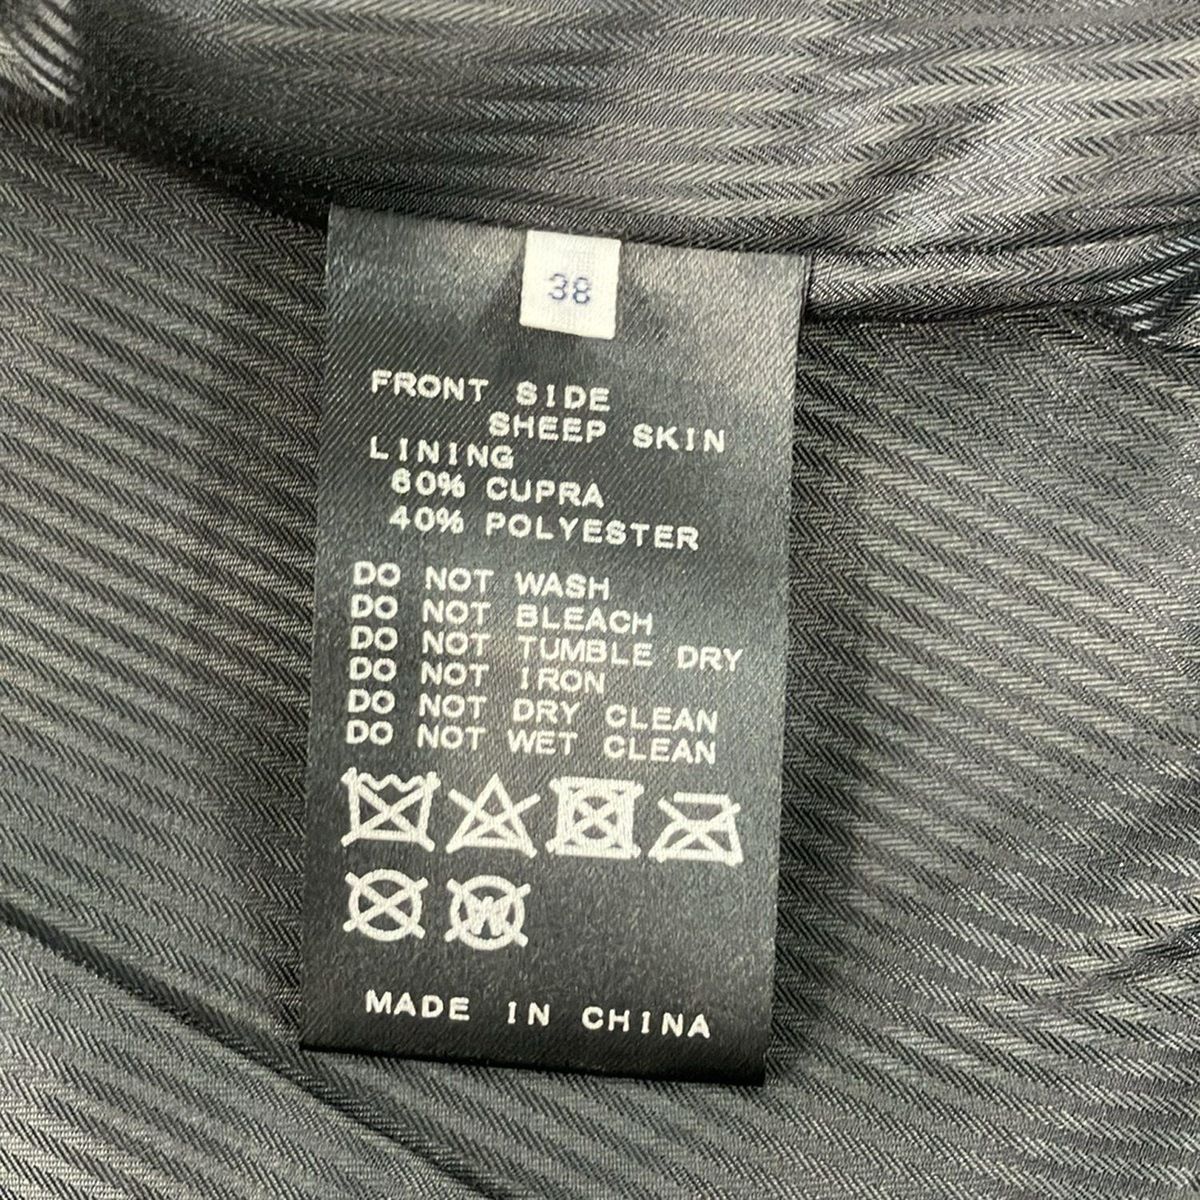 38
FRONT SIDE
SHEEP SKIN
LINING
60% CUPRA
40% POLYESTER
DO NOT WASH
DO NOT BLEACH
DO NOT TUMBLE DRY
DO NOT IRON
DO NOT DRY CLEAN
DO NOT WET CLEAN
W
MADE IN CHINA